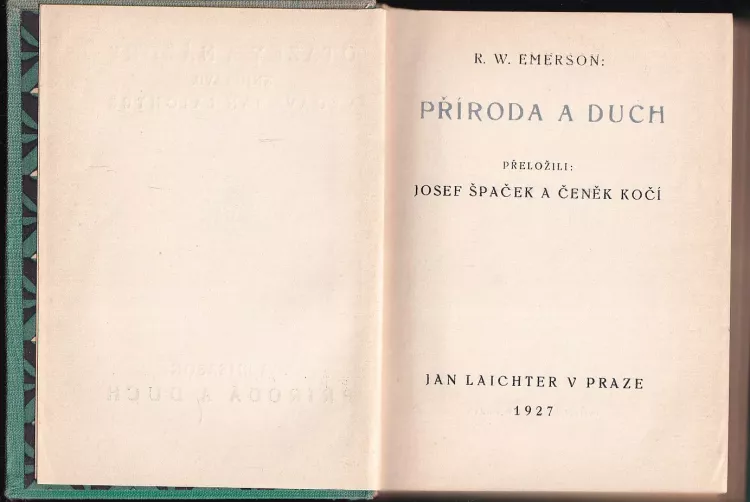 R. W. EMERSON:
PŘÍRODA A DUCH
PŘELOŽILI:
JOSEF ŠPAČEK A ČENĚK KOČÍ
JAN LAICHTER V PRAZE
1927